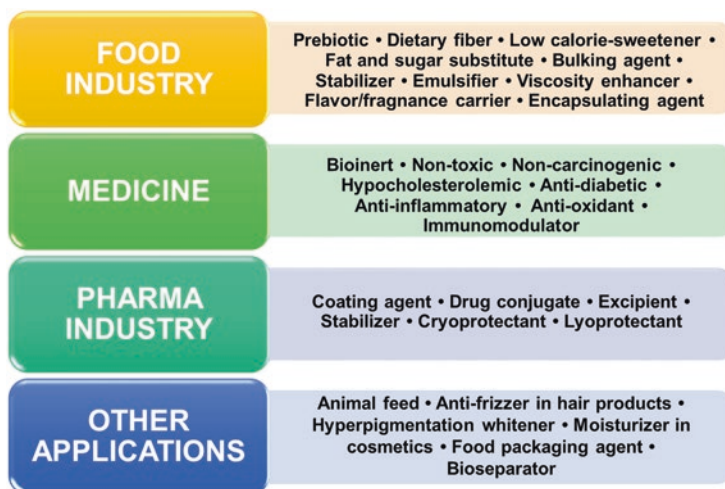 FOOD
INDUSTRY
Prebiotic • Dietary fiber • Low calorie-sweetener •
Fat and sugar substitute • Bulking agent •
Stabilizer • Emulsifier • Viscosity enhancer •
Flavor/fragnance carrier • Encapsulating agent
MEDICINE
Bioinert • Non-toxic • Non-carcinogenic •
Hypocholesterolemic • Anti-diabetic •
Anti-inflammatory • Anti-oxidant •
Immunomodulator
PHARMA
INDUSTRY
Coating agent • Drug conjugate • Excipient •
Stabilizer • Cryoprotectant • Lyoprotectant
OTHER
APPLICATIONS
Animal feed • Anti-frizzer in hair products •
Hyperpigmentation whitener • Moisturizer in
cosmetics • Food packaging agent •
Bioseparator